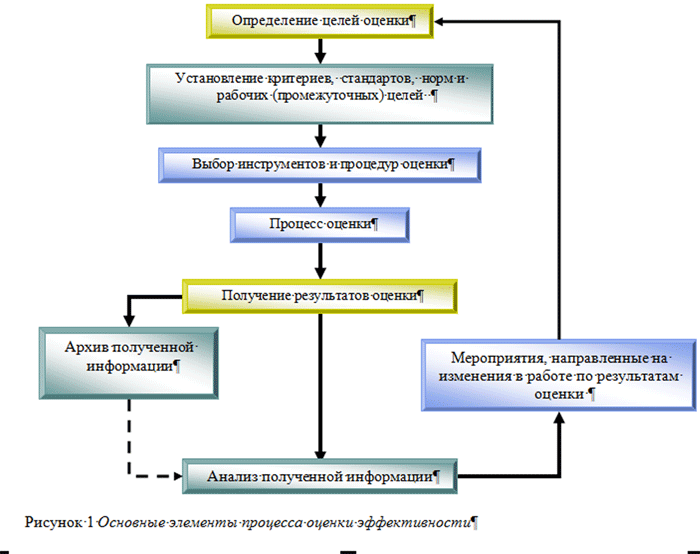 Определение целей оценки¶
Установление критериев, стандартов, норм и
рабочих (промежуточных) целей ¶
Выбор инструментов и процедур оценки¶
Процесс оценки¶
Получение результатов оценки¶
Архив полученной
информации¶
Мероприятия, направленные на
изменения в работе по результатам
оценки ¶
Анализ полученной информации¶
Рисунок 1 Основные элементы процесса оценки эффективности¶